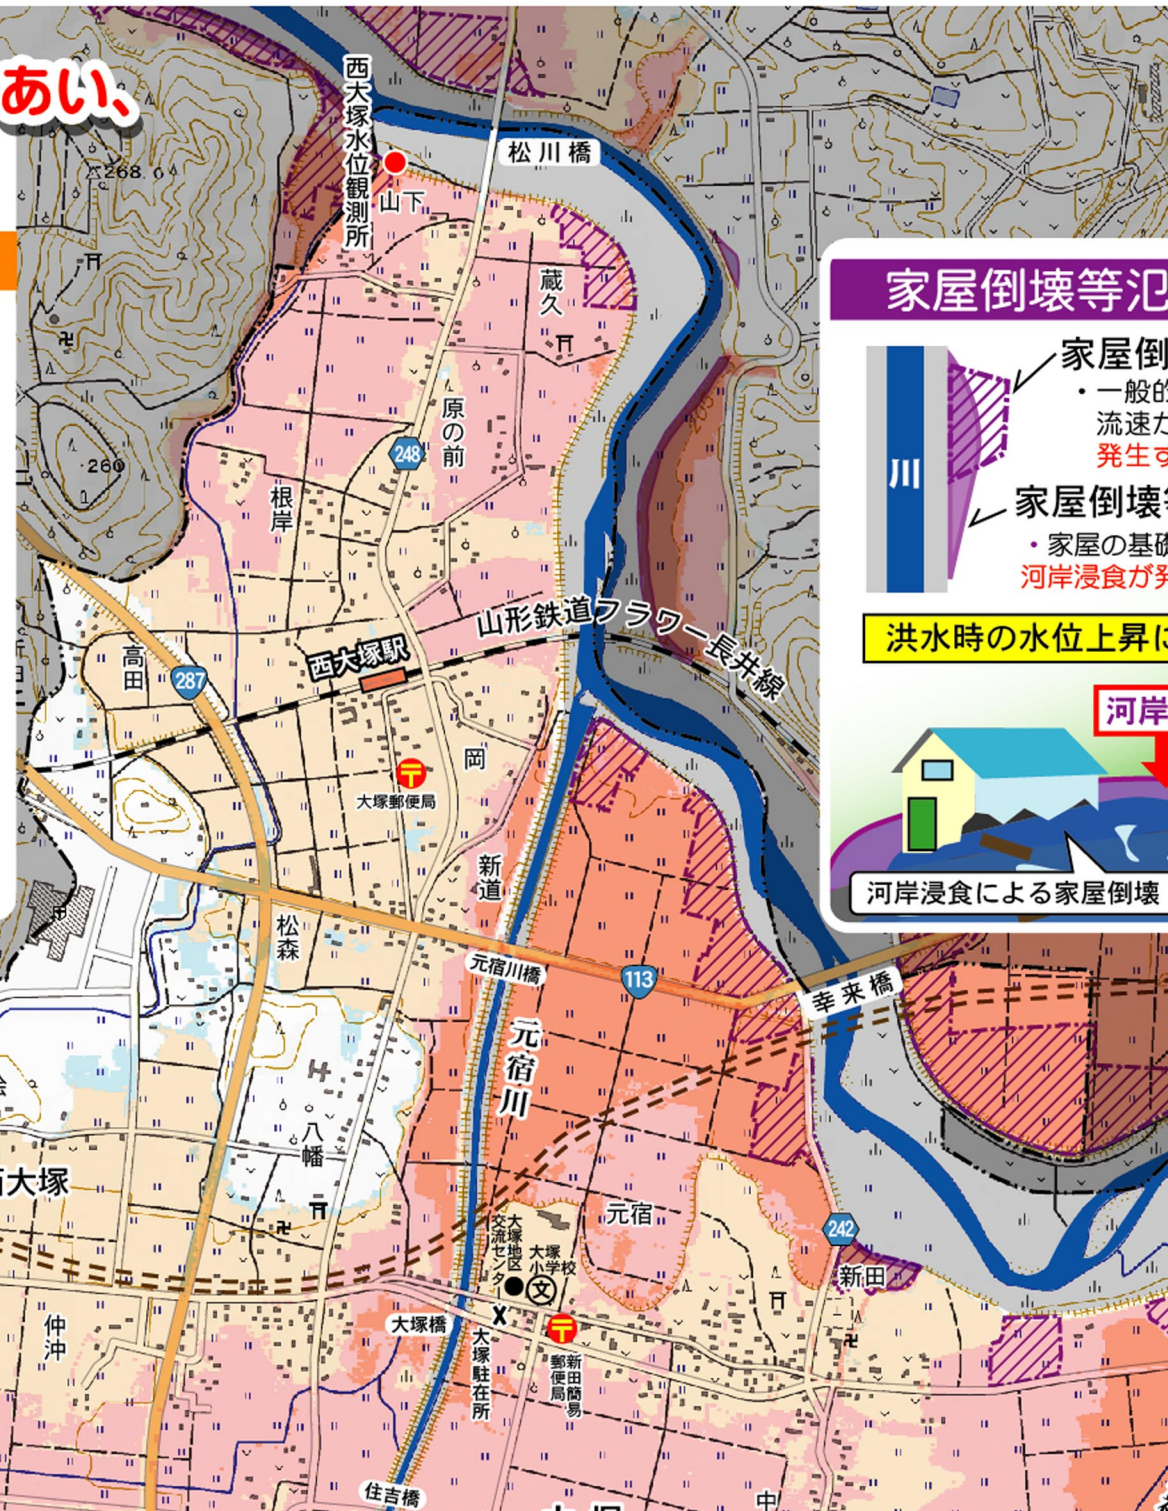 あい、
西大塚水位観測所
松川橋
山下
268.0
蔵久
原の前
248
260
根岸
203
山形鉄道フラワー長井線
西大塚駅
高田
287
岡
大塚郵便局
新道
松森
元宿川橋
113
幸来橋
元宿川
八幡
西大塚
元宿
242
新田
大塚地区
交流センター
大塚
小学校
文
仲沖
大塚橋
大塚駐在所
新田簡易
郵便局
住吉橋
中
家屋倒壊等氾
家屋倒
・一般的
流速か
発生す
川
家屋倒壊等
・家屋の基礎
河岸浸食が発
洪水時の水位上昇に
河岸
河岸浸食による家屋倒壊